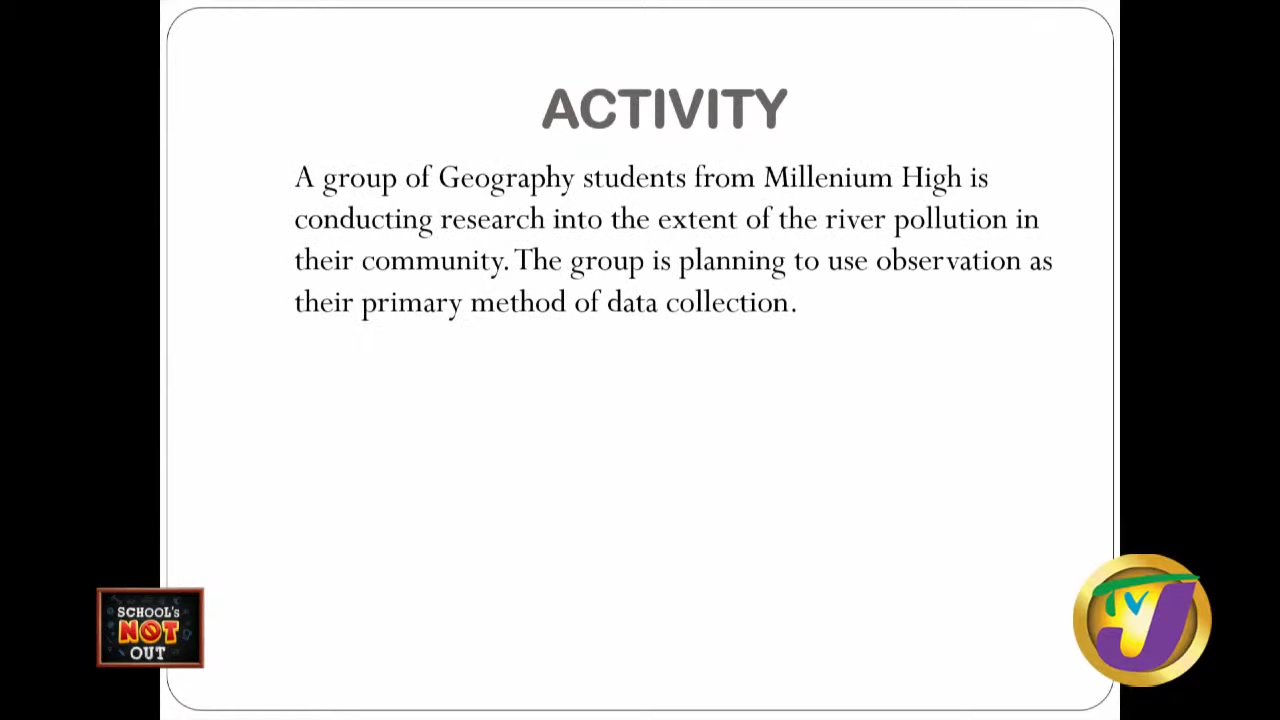 ACTIVITY
A group of Geography students from Millenium High is
conducting research into the extent of the river pollution in
their community. The group is planning to use observation as
their primary method of data collection.
SCHOOL's
NOT
OUT
TVJ